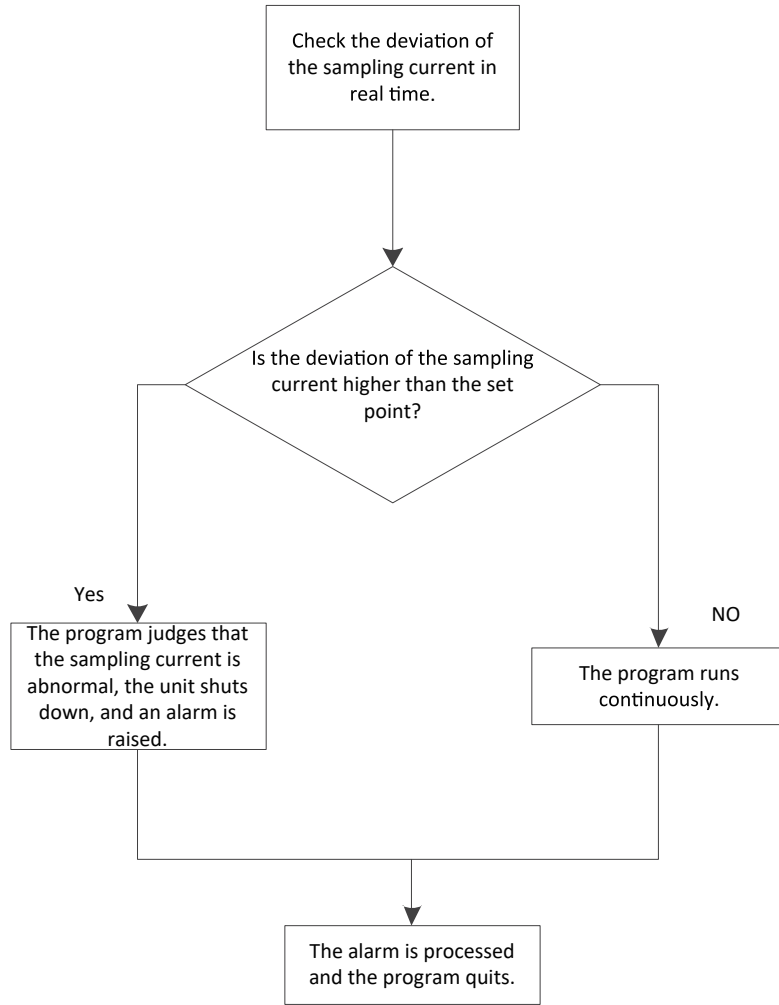 Check the deviation of
the sampling current in
real time.
Is the deviation of the sampling
current higher than the set
point?
Yes
NO
The program judges that
the sampling current is
abnormal, the unit shuts
down, and an alarm is
raised.
The program runs
continuously.
The alarm is processed
and the program quits.